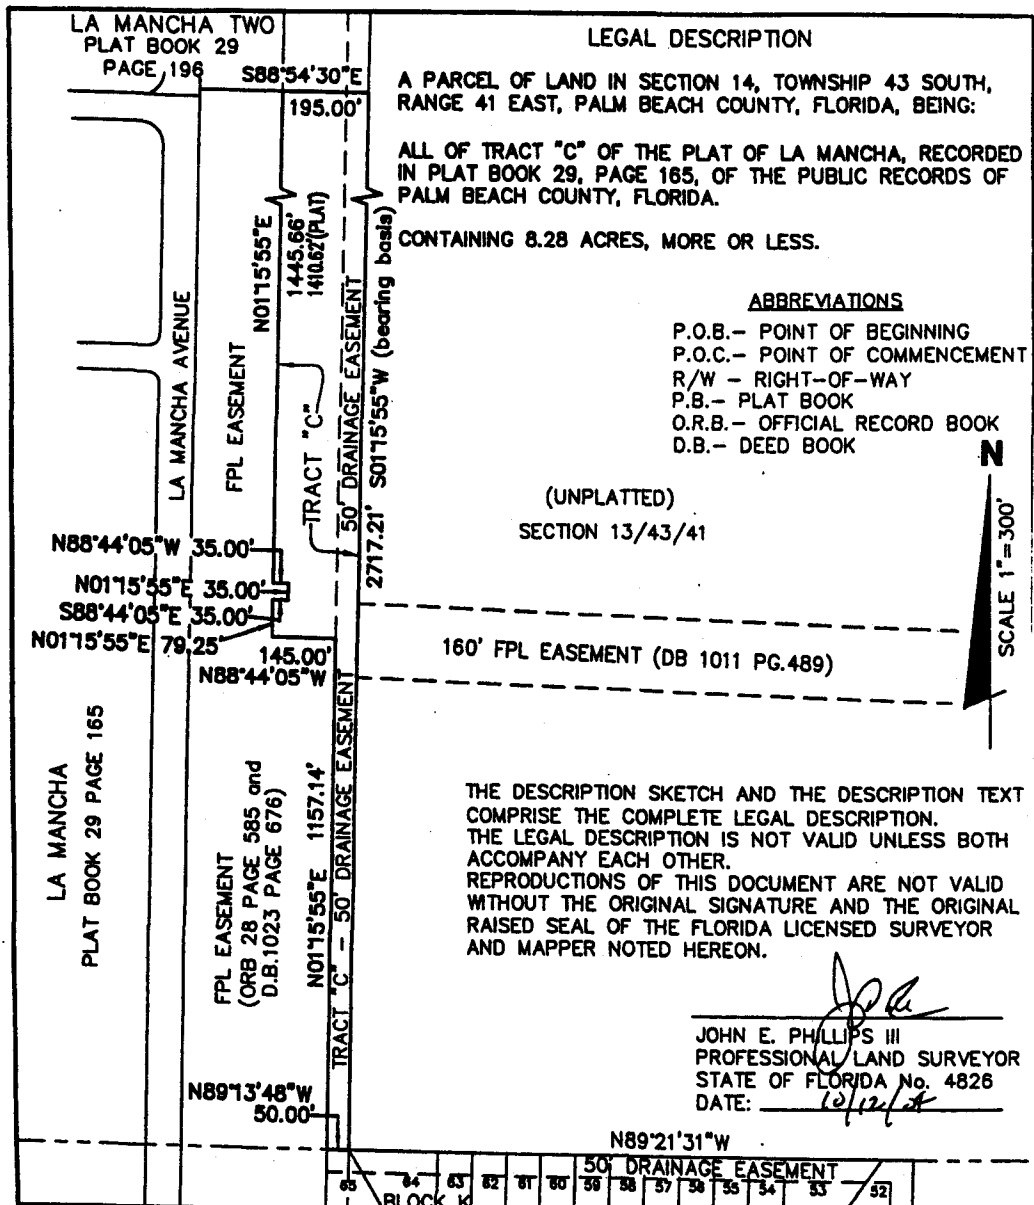 LA MANCHA TWO
PLAT BOOK 29
PAGE 196
S88°54'30"E
195.00'
LEGAL DESCRIPTION
A PARCEL OF LAND IN SECTION 14, TOWNSHIP 43 SOUTH,
RANGE 41 EAST, PALM BEACH COUNTY, FLORIDA, BEING:
ALL OF TRACT "C" OF THE PLAT OF LA MANCHA, RECORDED
IN PLAT BOOK 29, PAGE 165, OF THE PUBLIC RECORDS OF
PALM BEACH COUNTY, FLORIDA.
CONTAINING 8.28 ACRES, MORE OR LESS.
ABBREVIATIONS
P.O.B.- POINT OF BEGINNING
P.O.C.- POINT OF COMMENCEMENT
R/W - RIGHT-OF-WAY
P.B.- PLAT BOOK
O.R.B.- OFFICIAL RECORD BOOK
D.B.- DEED BOOK
N
SCALE 1"=300'
LA MANCHA AVENUE
FPL EASEMENT
N01°15'55"E
1445.66'
1410.62'(PLAT)
TRACT "C"
50' DRAINAGE EASEMENT
2717.21' S01°15'55"W (bearing basis)
(UNPLATTED)
SECTION 13/43/41
N88°44'05"W 35.00'
N01°15'55"E 35.00'
S88°44'05"E 35.00'
N01°15'55"E 79.25'
145.00'
N88°44'05"W
160' FPL EASEMENT (DB 1011 PG.489)
LA MANCHA
PLAT BOOK 29 PAGE 165
FPL EASEMENT
(ORB 28 PAGE 585 and
D.B.1023 PAGE 676)
N01°15'55"E 1157.14'
TRACT "C" - 50' DRAINAGE EASEMENT
THE DESCRIPTION SKETCH AND THE DESCRIPTION TEXT
COMPRISE THE COMPLETE LEGAL DESCRIPTION.
THE LEGAL DESCRIPTION IS NOT VALID UNLESS BOTH
ACCOMPANY EACH OTHER.
REPRODUCTIONS OF THIS DOCUMENT ARE NOT VALID
WITHOUT THE ORIGINAL SIGNATURE AND THE ORIGINAL
RAISED SEAL OF THE FLORIDA LICENSED SURVEYOR
AND MAPPER NOTED HEREON.
JOHN E. PHILLIPS III
PROFESSIONAL LAND SURVEYOR
STATE OF FLORIDA No. 4826
DATE:
N89°13'48"W
50.00'
N89°21'31"W
50' DRAINAGE EASEMENT
65 64 63 62 61 60 59 58 57 56 55 54 53 52
BLOCK K